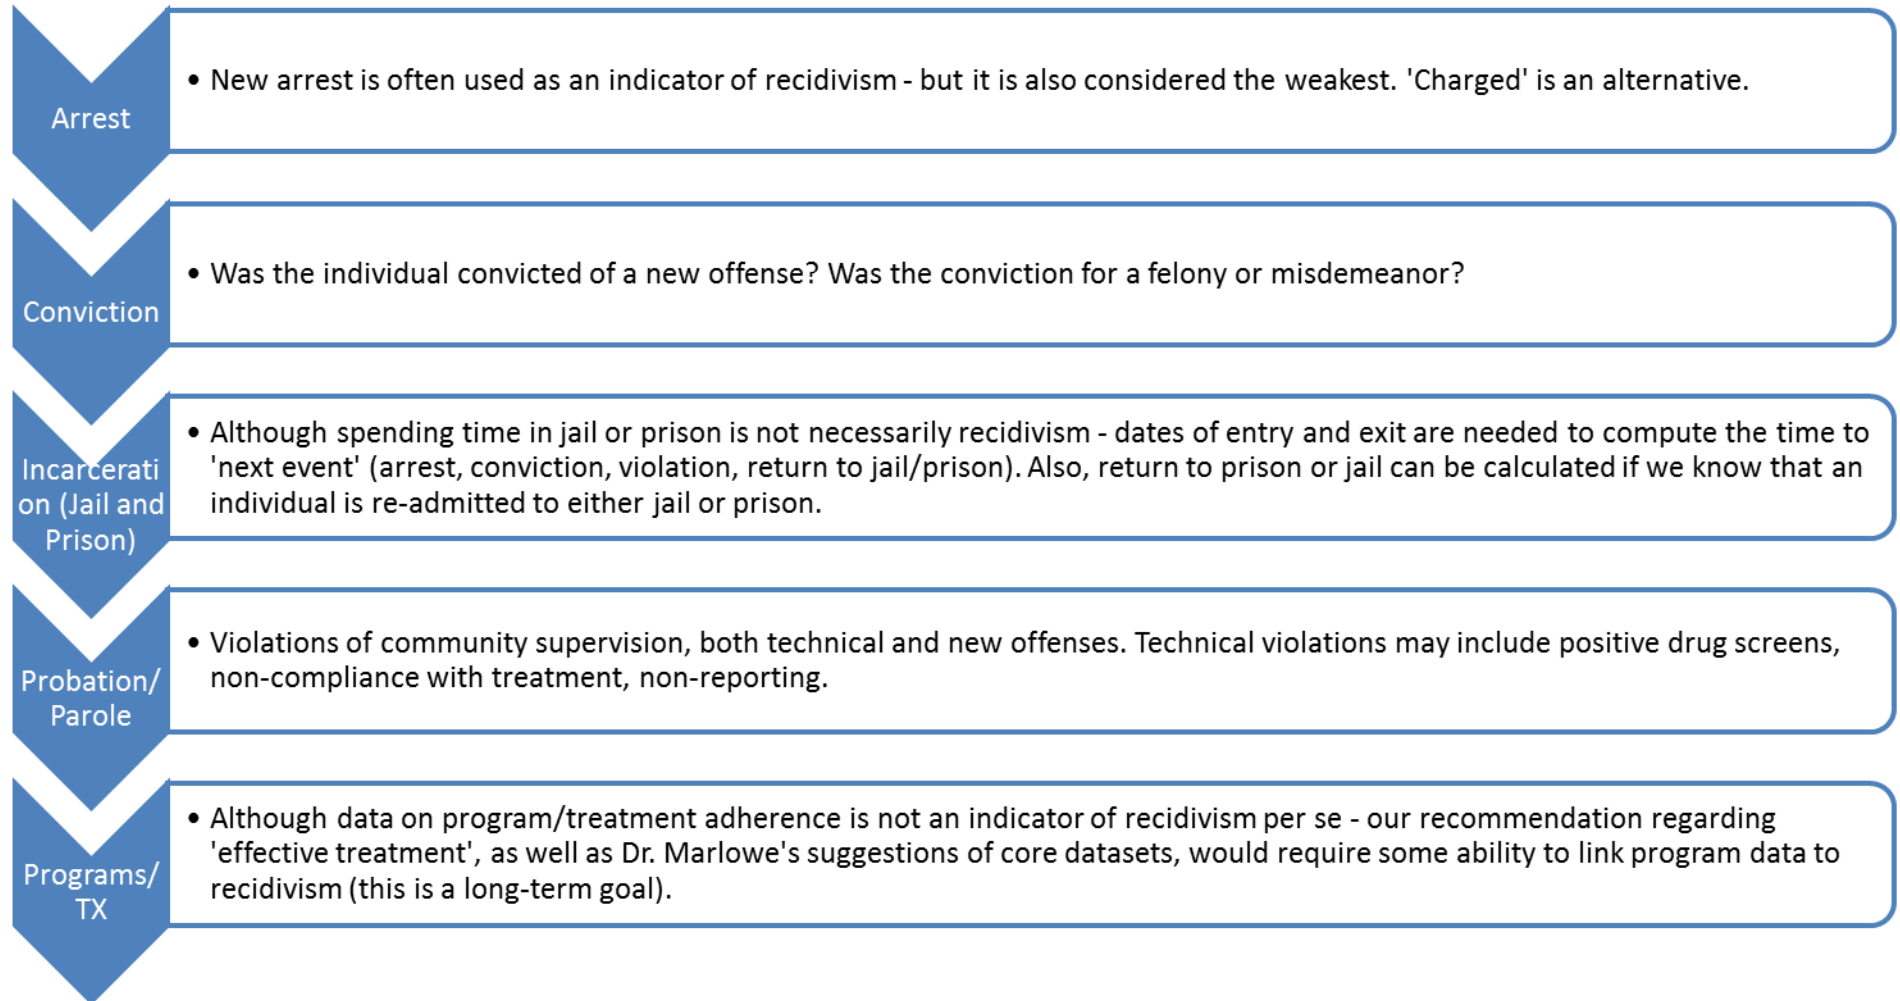 Arrest
• New arrest is often used as an indicator of recidivism - but it is also considered the weakest. 'Charged' is an alternative.
Conviction
• Was the individual convicted of a new offense? Was the conviction for a felony or misdemeanor?
Incarcerati
on (Jail and
Prison)
• Although spending time in jail or prison is not necessarily recidivism - dates of entry and exit are needed to compute the time to
'next event' (arrest, conviction, violation, return to jail/prison). Also, return to prison or jail can be calculated if we know that an
individual is re-admitted to either jail or prison.
Probation/
Parole
• Violations of community supervision, both technical and new offenses. Technical violations may include positive drug screens,
non-compliance with treatment, non-reporting.
Programs/
TX
• Although data on program/treatment adherence is not an indicator of recidivism per se - our recommendation regarding
'effective treatment', as well as Dr. Marlowe's suggestions of core datasets, would require some ability to link program data to
recidivism (this is a long-term goal).